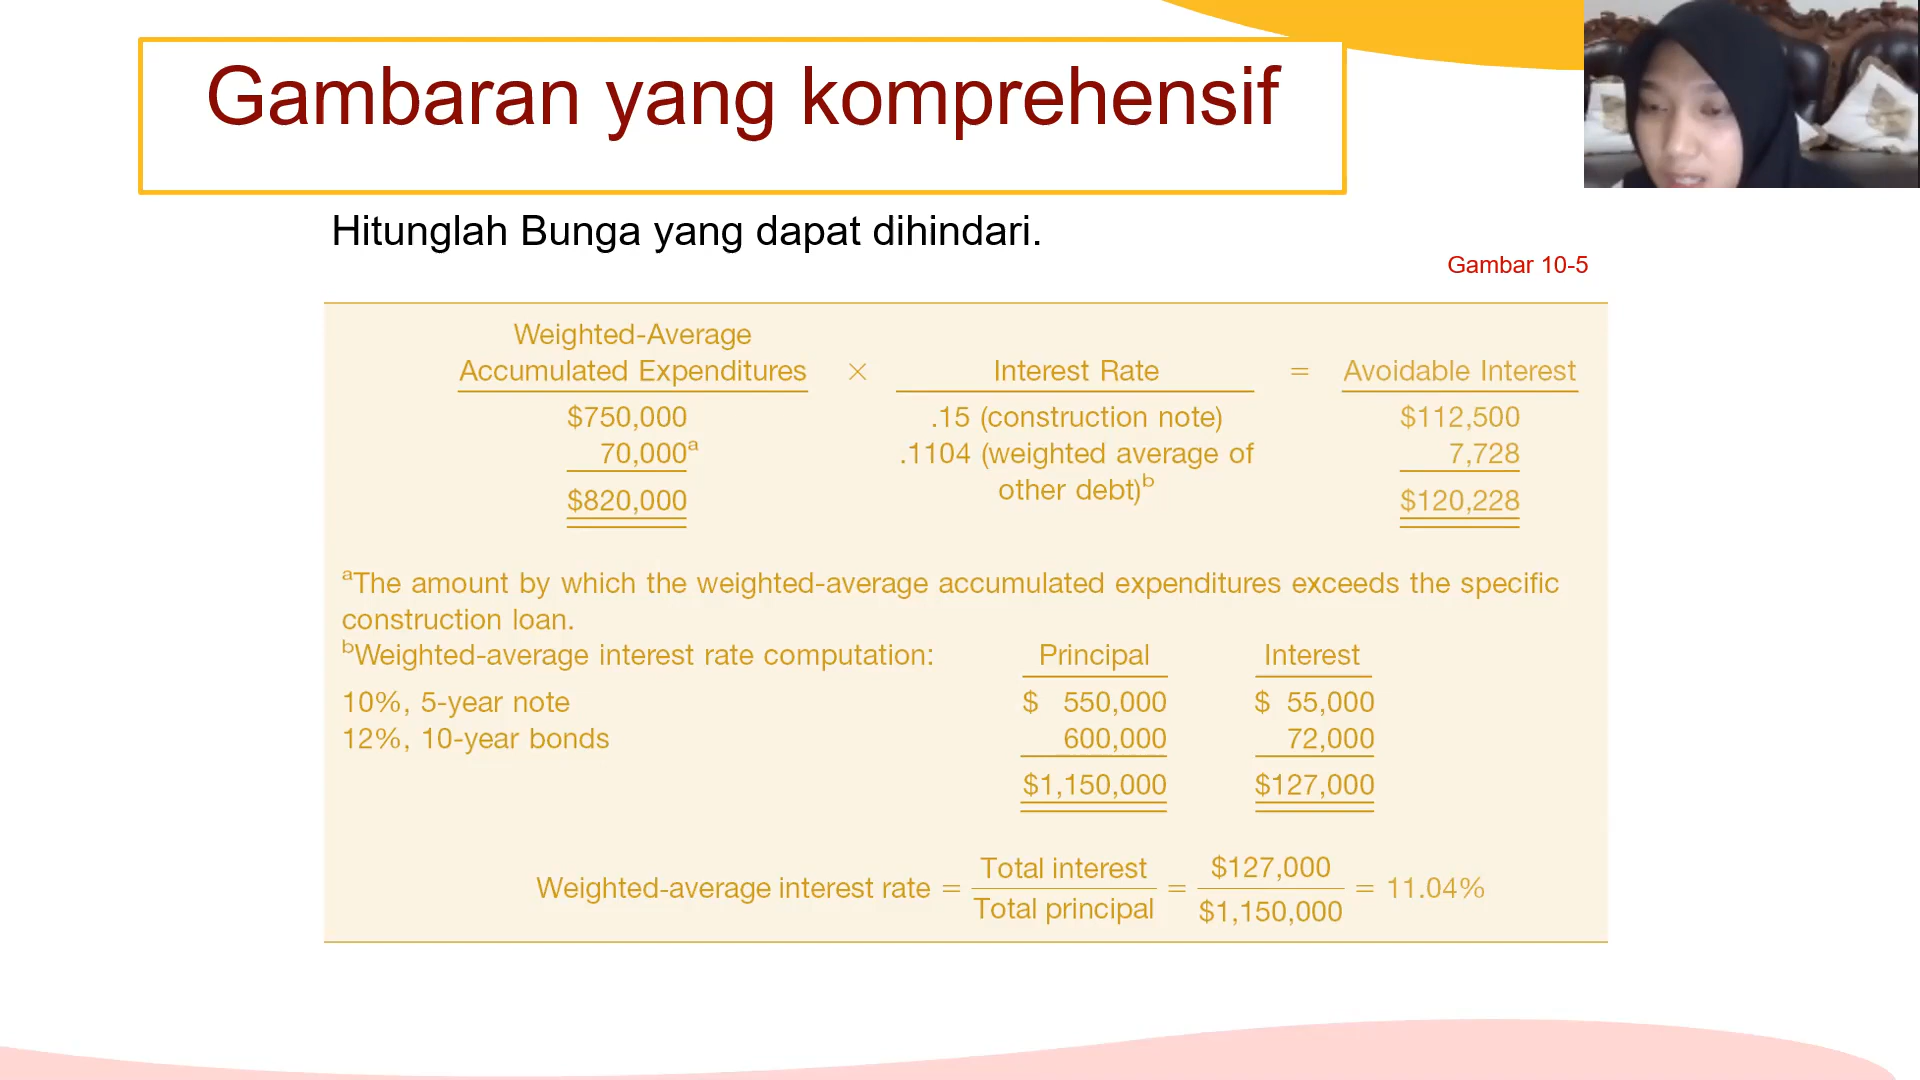 Gambaran yang komprehensif
Hitunglah Bunga yang dapat dihindari.
Gambar 10-5
Weighted-Average
Accumulated Expenditures × Interest Rate = Avoidable Interest
$750,000 .15 (construction note) $112,500
70,000ᵃ .1104 (weighted average of 7,728
other debt)ᵇ
$820,000 $120,228
ᵃThe amount by which the weighted-average accumulated expenditures exceeds the specific
construction loan.
ᵇWeighted-average interest rate computation: Principal Interest
10%, 5-year note $ 550,000 $ 55,000
12%, 10-year bonds 600,000 72,000
$1,150,000 $127,000
Total interest $127,000
Weighted-average interest rate = = = 11.04%
Total principal $1,150,000